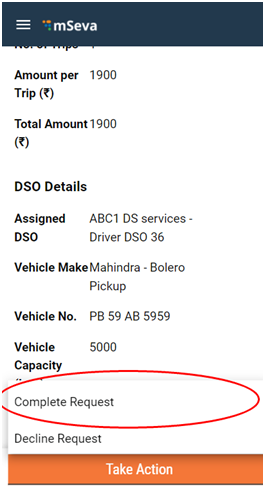 mSeva
No. of Trips
Amount per 1900
Trip (₹)
Total Amount 1900
(₹)
DSO Details
Assigned ABC1 DS services -
DSO Driver DSO 36
Vehicle Make Mahindra - Bolero
Pickup
Vehicle No. PB 59 AB 5959
Vehicle 5000
Capacity
Complete Request
Decline Request
Take Action